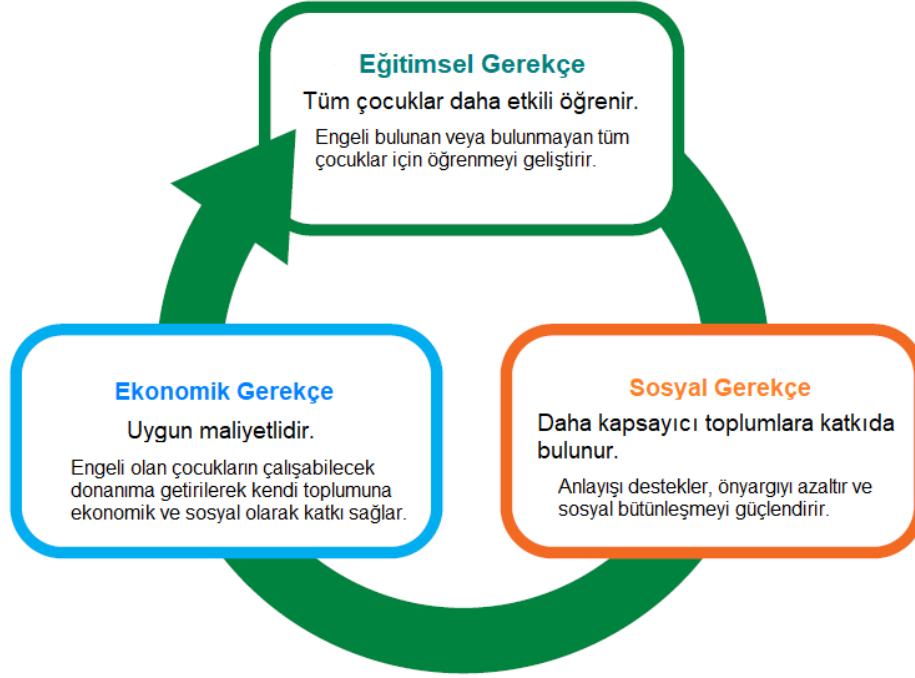 Eğitimsel Gerekçe
Tüm çocuklar daha etkili öğrenir.
Engeli bulunan veya bulunmayan tüm
çocuklar için öğrenmeyi geliştirir.
Ekonomik Gerekçe
Uygun maliyetlidir.
Engeli olan çocukların çalışabilecek
donanıma getirilerek kendi toplumuna
ekonomik ve sosyal olarak katkı sağlar.
Sosyal Gerekçe
Daha kapsayıcı toplumlara katkıda
bulunur.
Anlayışı destekler, önyargıyı azaltır ve
sosyal bütünleşmeyi güçlendirir.